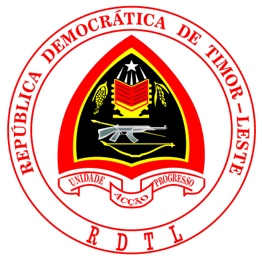 REPÚBLICA DEMOCRÁTICA DE TIMOR-LESTE
UNIDADE ACÇÃO PROGRESSO
RDTL